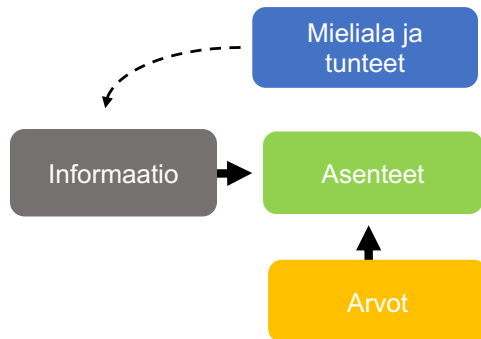 Mieliala ja
tunteet
Informaatio
Asenteet
Arvot